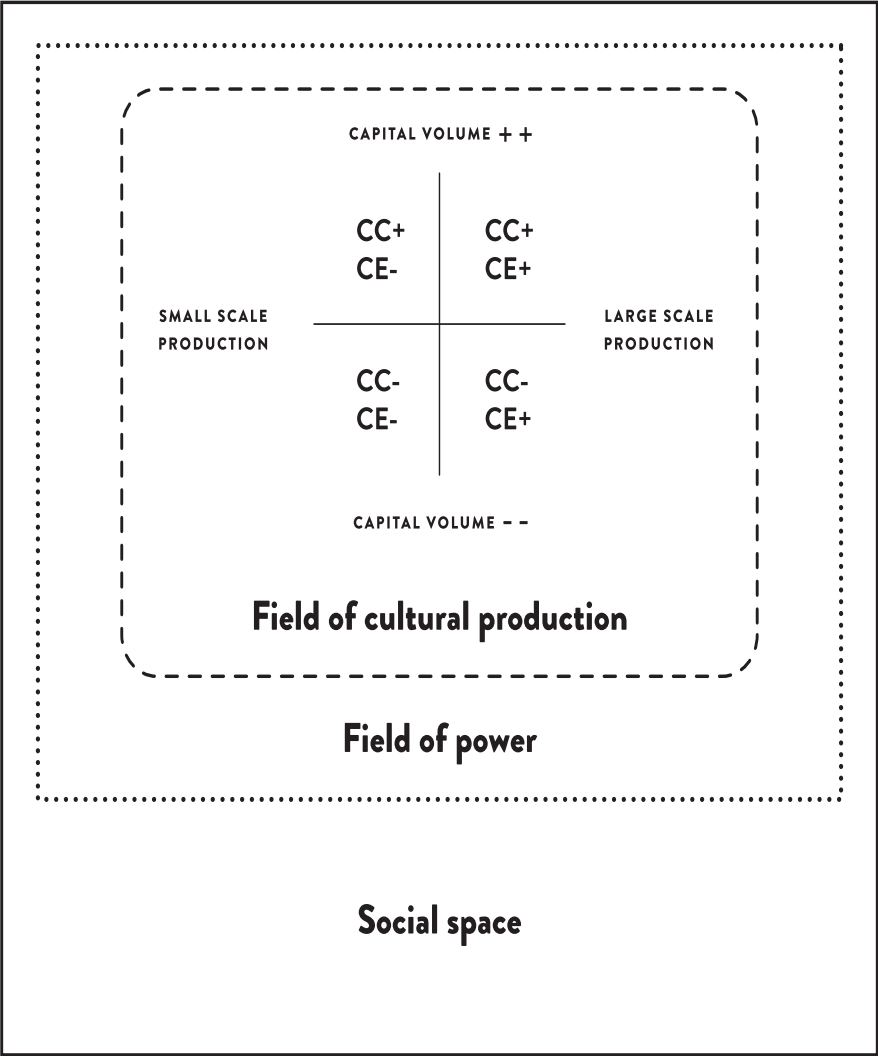 CAPITAL VOLUME + +
CC+ CC+
CE- CE+
SMALL SCALE LARGE SCALE
PRODUCTION PRODUCTION
CC- CC-
CE- CE+
CAPITAL VOLUME - -
Field of cultural production
Field of power
Social space